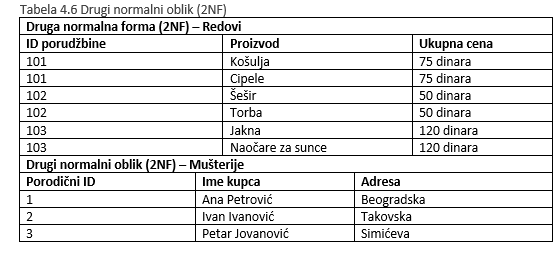 Tabela 4.6 Drugi normalni oblik (2NF)
Druga normalna forma (2NF) – Redovi
ID porudžbine Proizvod Ukupna cena
101 Košulja 75 dinara
101 Cipele 75 dinara
102 Šešir 50 dinara
102 Torba 50 dinara
103 Jakna 120 dinara
103 Naočare za sunce 120 dinara
Drugi normalni oblik (2NF) – Mušterije
Porodični ID Ime kupca Adresa
1 Ana Petrović Beogradska
2 Ivan Ivanović Takovska
3 Petar Jovanović Simićeva